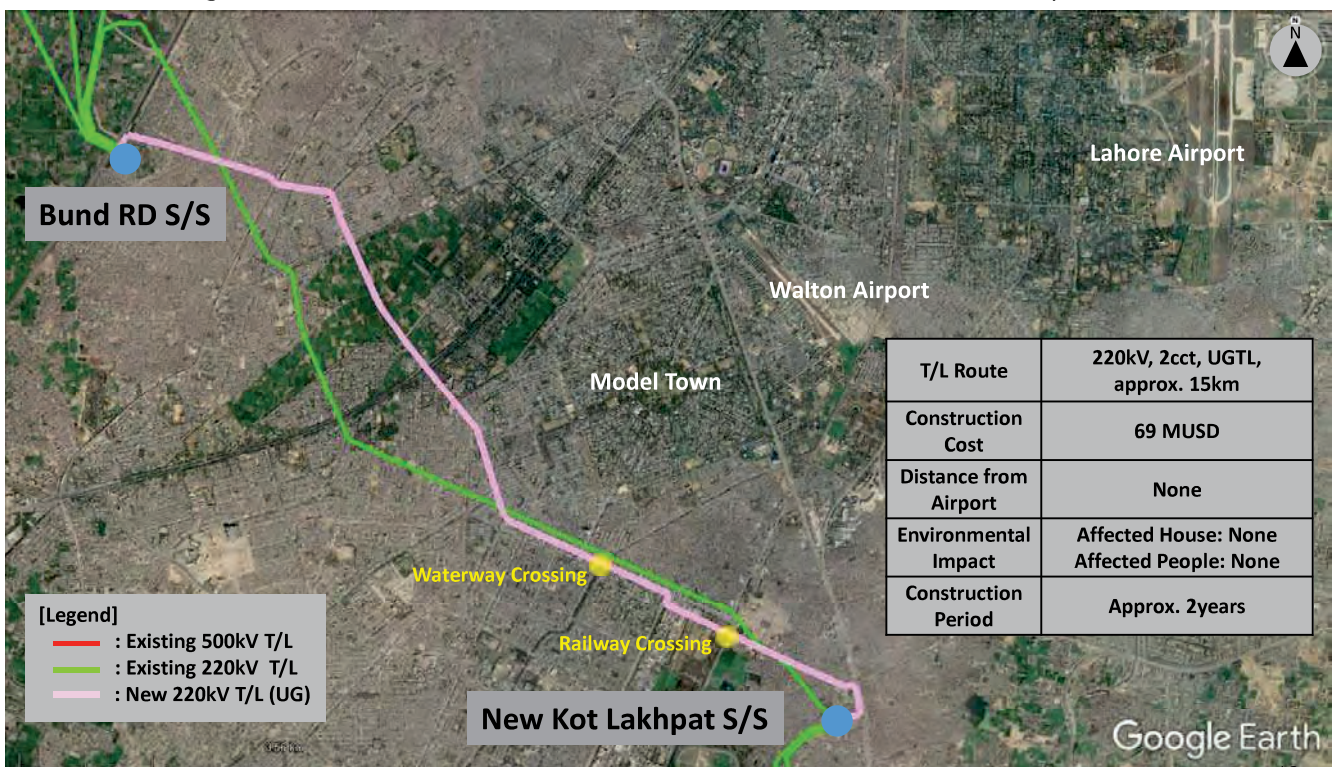 N
N
Lahore Airport
Bund RD S/S
Walton Airport
Model Town
T/L Route
220kV, 2cct, UGTL,
approx. 15km
Construction
Cost
69 MUSD
Distance from
Airport
None
Environmental
Impact
Affected House: None
Affected People: None
Construction
Period
Approx. 2years
Waterway Crossing
Railway Crossing
[Legend]
: Existing 500kV T/L
: Existing 220kV T/L
: New 220kV T/L (UG)
New Kot Lakhpat S/S
Google Earth